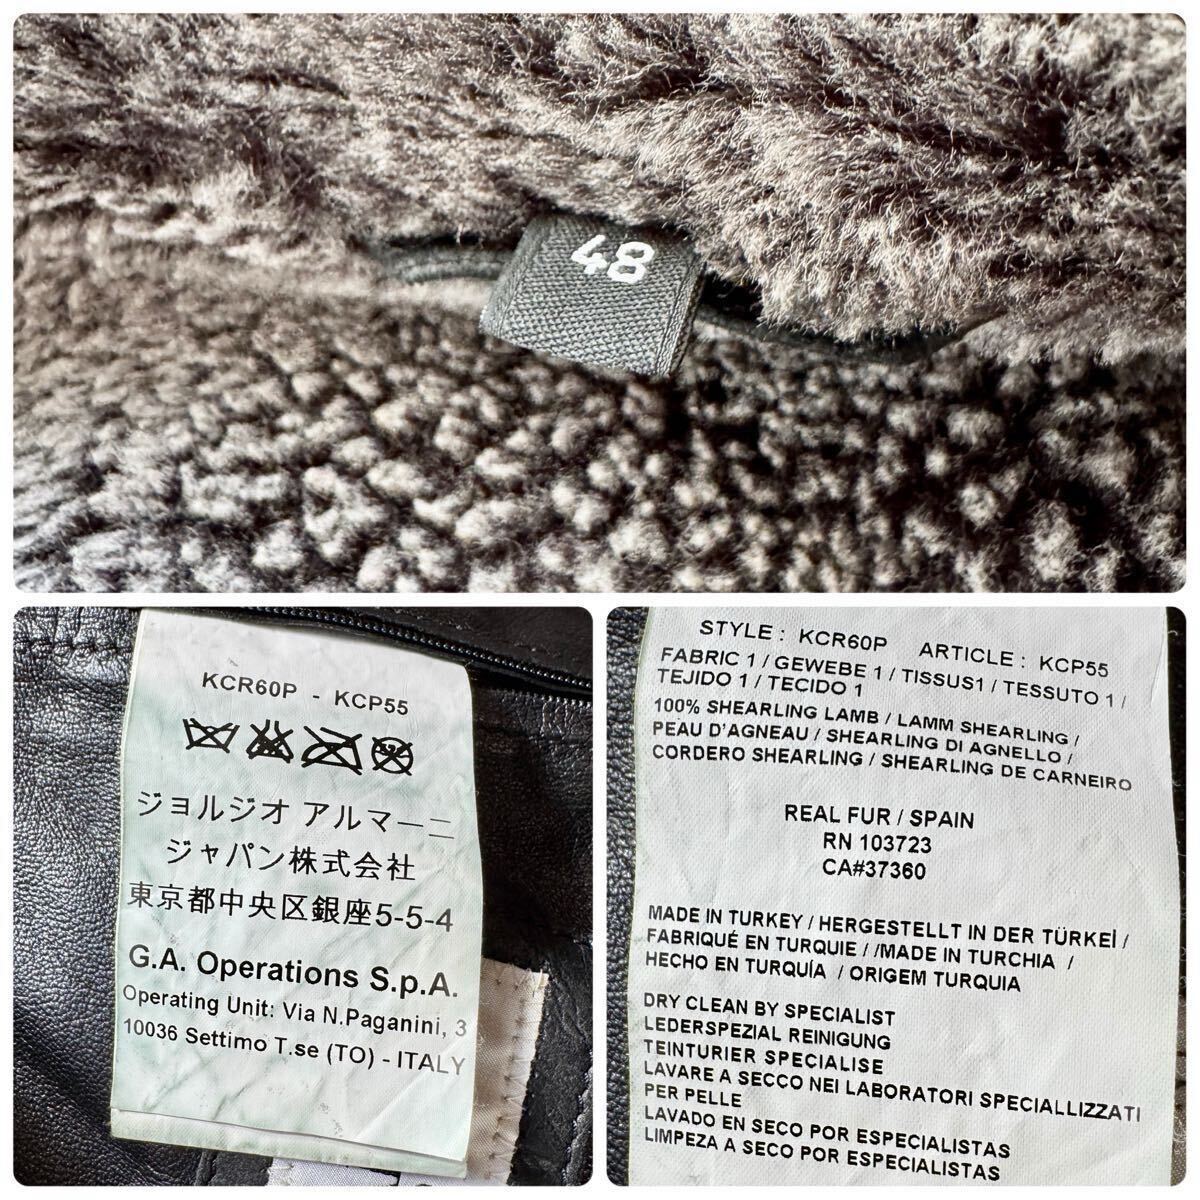 48
KCR60P - KCP55
ジョルジオ アルマーニ
ジャパン株式会社
東京都中央区銀座5-5-4
G.A. Operations S.p.A.
Operating Unit: Via N.Paganini, 3
10036 Settimo T.se (TO) - ITALY
STYLE : KCR60P ARTICLE : KCP55
FABRIC 1 / GEWEBE 1 / TISSUS1 / TESSUTO 1 /
TEJIDO 1 / TECIDO 1
100% SHEARLING LAMB / LAMM SHEARLING /
PEAU D'AGNEAU / SHEARLING DI AGNELLO /
CORDERO SHEARLING / SHEARLING DE CARNEIRO
REAL FUR / SPAIN
RN 103723
CA#37360
MADE IN TURKEY / HERGESTELLT IN DER TÜRKEİ /
FABRIQUÉ EN TURQUIE / /MADE IN TURCHIA /
HECHO EN TURQUÍA / ORIGEM TURQUIA
DRY CLEAN BY SPECIALIST
LEDERSPEZIAL REINIGUNG
TEINTURIER SPECIALISE
LAVARE A SECCO NEI LABORATORI SPECIALLIZZATI
PER PELLE
LAVADO EN SECO POR ESPECIALISTAS
LIMPEZA A SECO POR ESPECIALISTAS